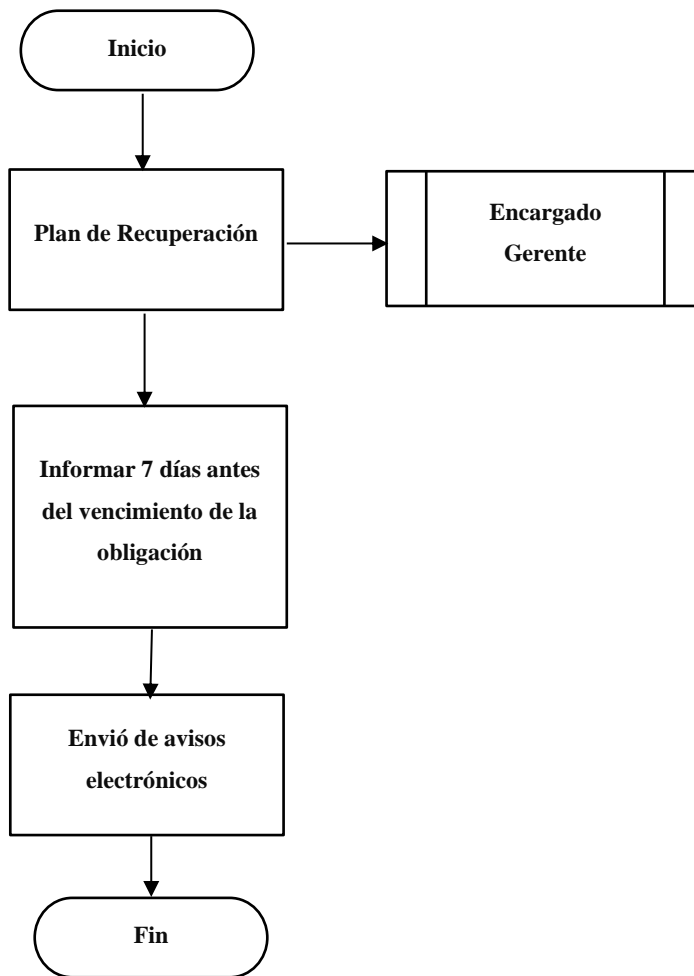 Inicio
Plan de Recuperación
Encargado
Gerente
Informar 7 días antes
del vencimiento de la
obligación
Envió de avisos
electrónicos
Fin